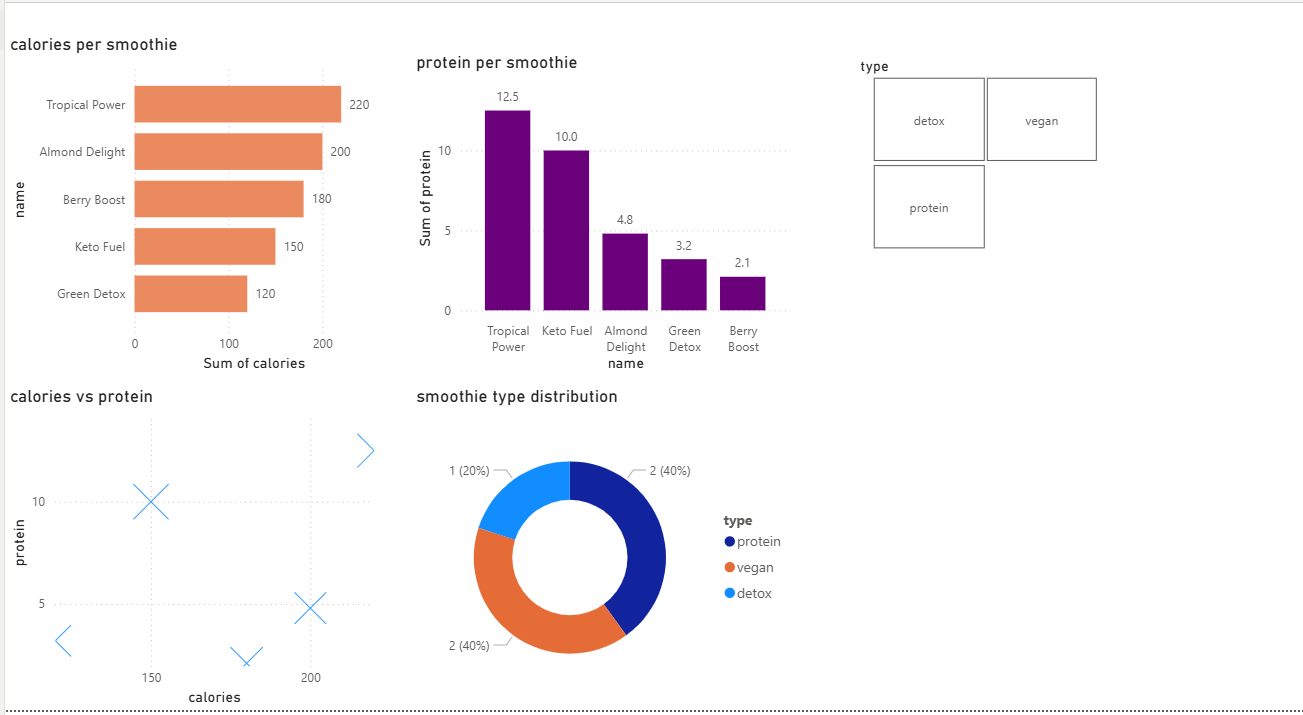 calories per smoothie
Tropical Power
220
Almond Delight
200
Berry Boost
180
Keto Fuel
150
Green Detox
120
name
0
100
200
Sum of calories
protein per smoothie
12.5
10.0
4.8
3.2
2.1
10
5
0
Sum of protein
Tropical
Power
Keto Fuel
Almond
Delight
Green
Detox
Berry
Boost
name
type
detox
vegan
protein
calories vs protein
10
5
protein
150
200
calories
smoothie type distribution
1 (20%)
2 (40%)
2 (40%)
type
protein
vegan
detox